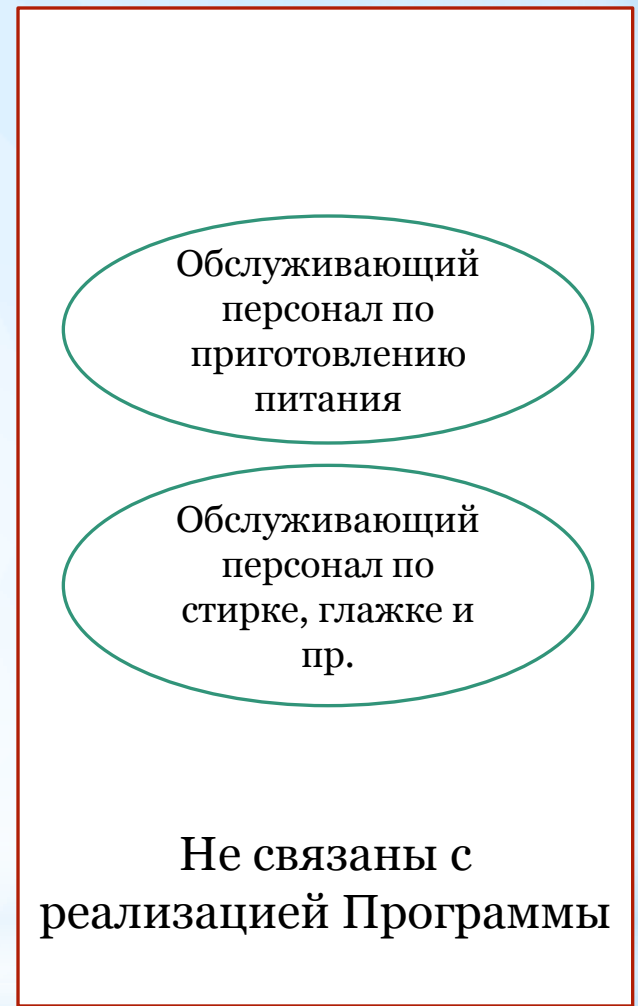 Обслуживающий
персонал по
приготовлению
питания
Обслуживающий
персонал по
стирке, глажке и
пр.
Не связаны с
реализацией Программы